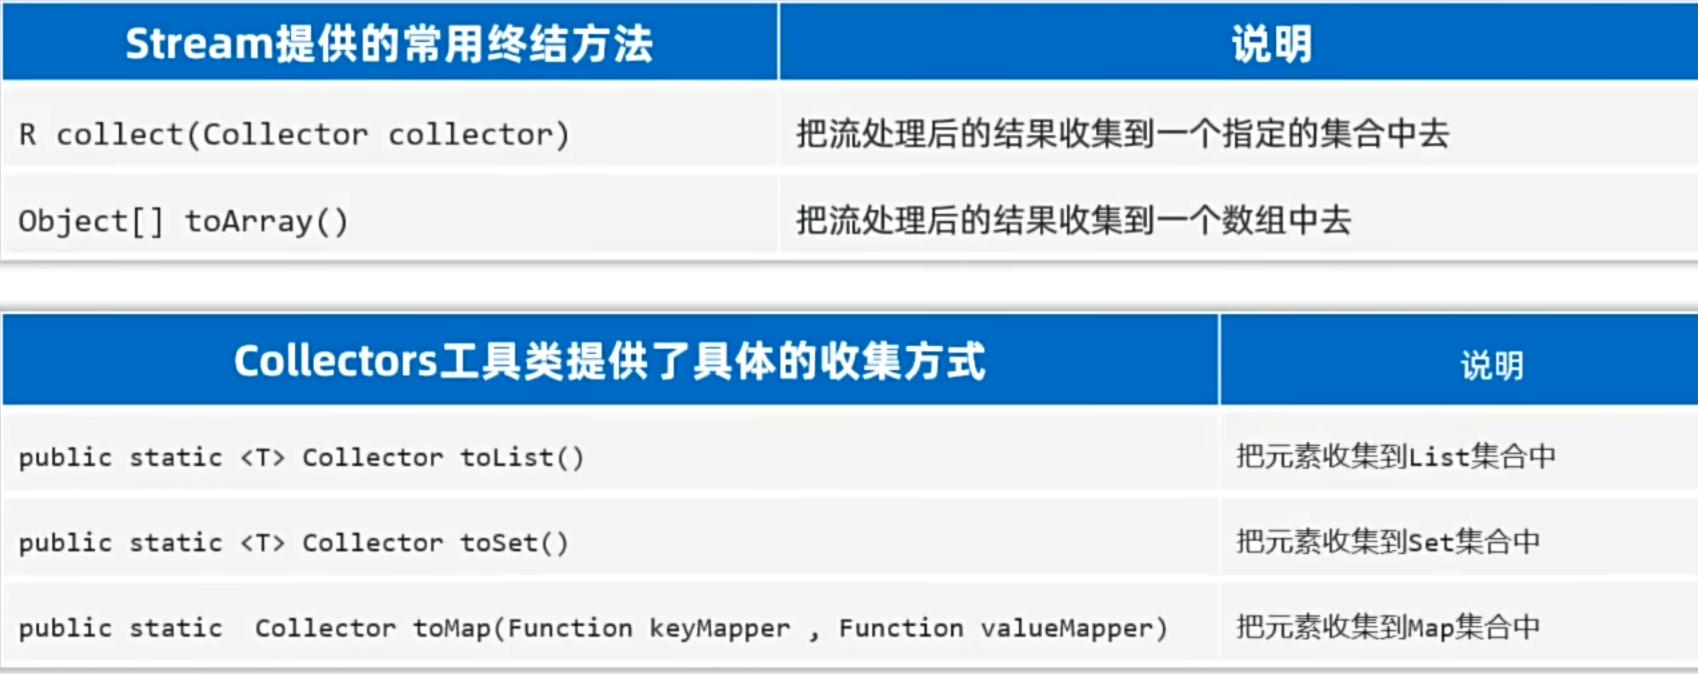 Stream提供的常用终结方法
说明
R collect(Collector collector)
把流处理后的结果收集到一个指定的集合中去
Object[] toArray()
把流处理后的结果收集到一个数组中去
Collectors工具类提供了具体的收集方式
说明
public static <T> Collector toList()
把元素收集到List集合中
public static <T> Collector toSet()
把元素收集到Set集合中
public static  Collector toMap(Function keyMapper , Function valueMapper)
把元素收集到Map集合中